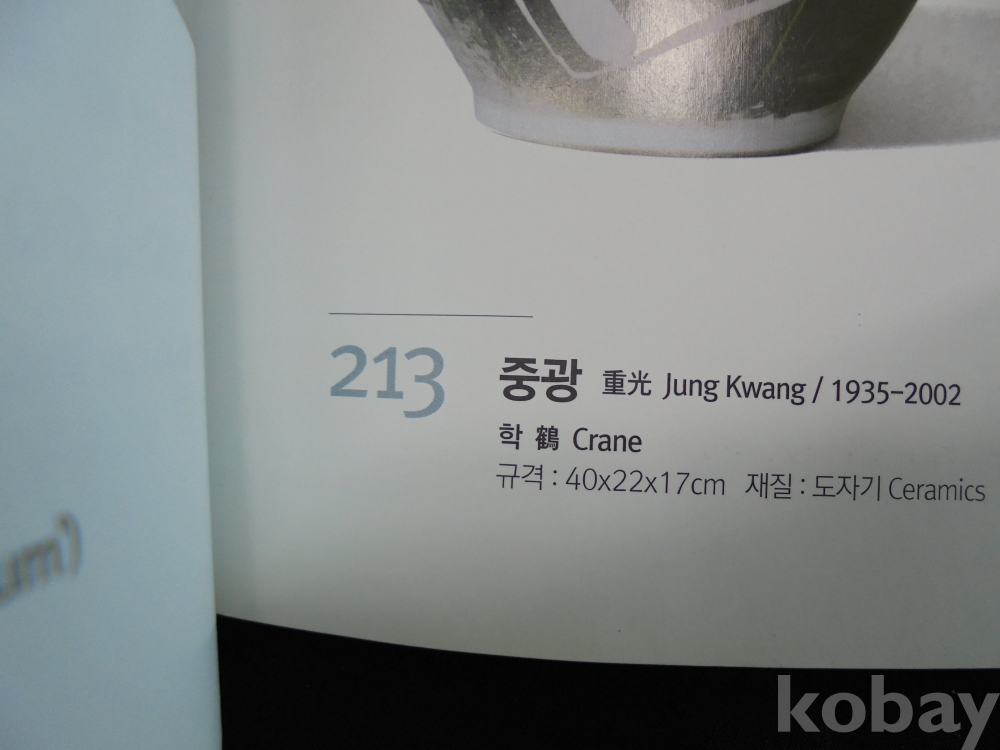 213
중광 重光 Jung Kwang / 1935-2002
학 鶴 Crane
규격 : 40x22x17cm 재질 : 도자기 Ceramics
um)
kobay